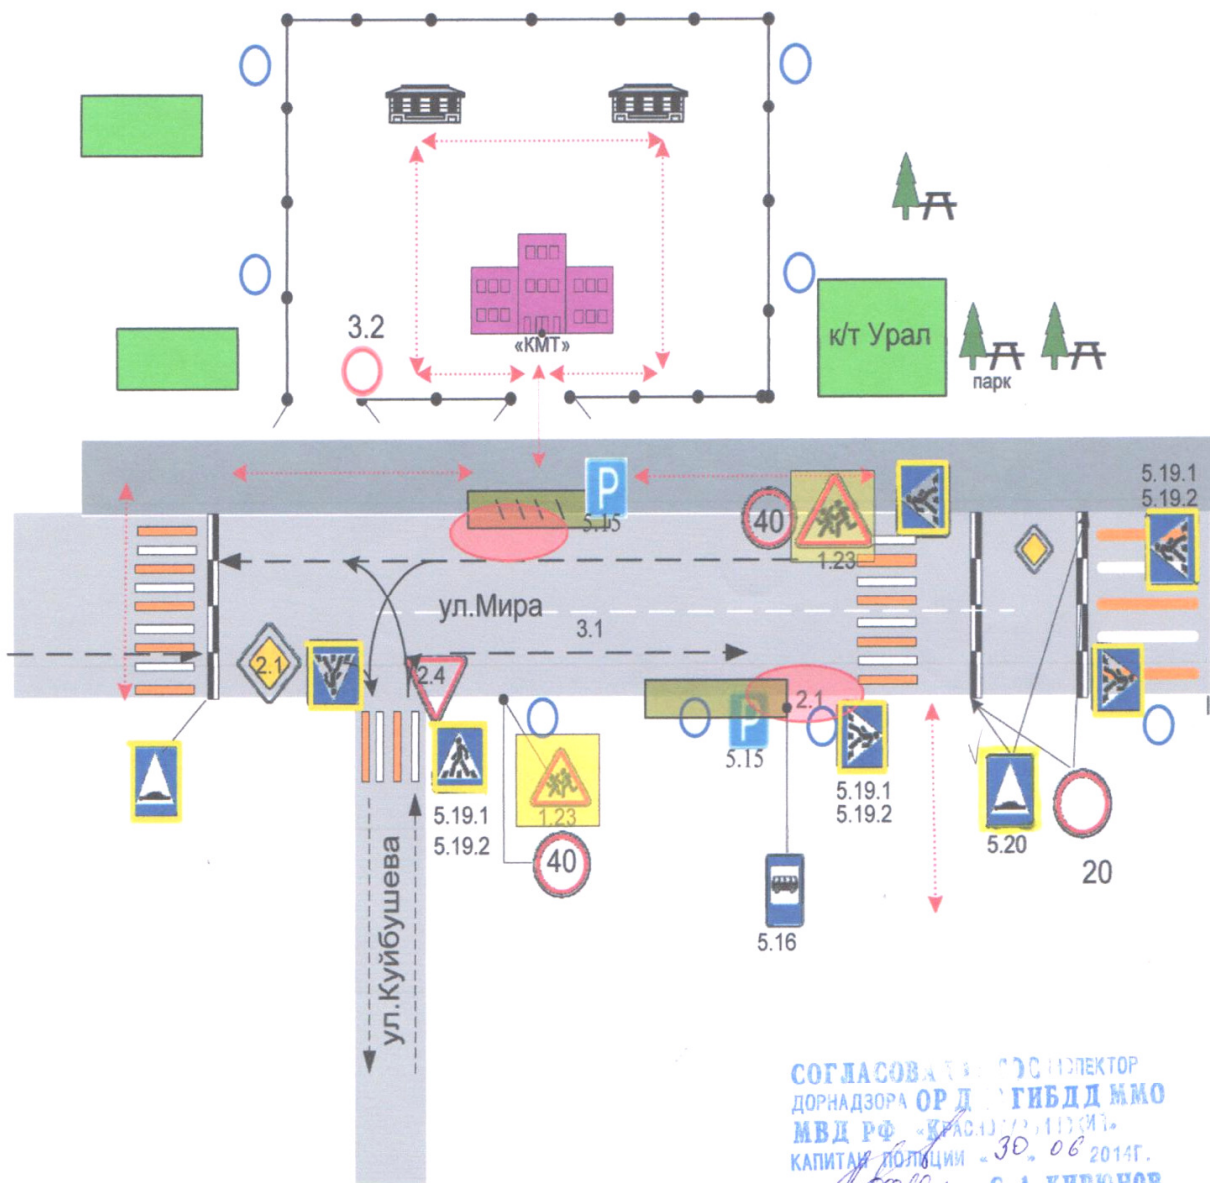 3.2
«КМТ»
к/т Урал
парк
5.19.1
5.19.2
P
5.15
40
1.23
ул.Мира
3.1
2.1
2.4
2.1
P
5.15
5.19.1
5.19.2
1.23
40
5.19.1
5.19.2
5.20
20
5.16
ул.Куйбушева
ИНСПЕКТОР
ДОРНАДЗОРА ОР Д ГИБДД ММО
МВД РФ
КАПИТАН ПОЛИЦИИ « 30 » 06 2014г.